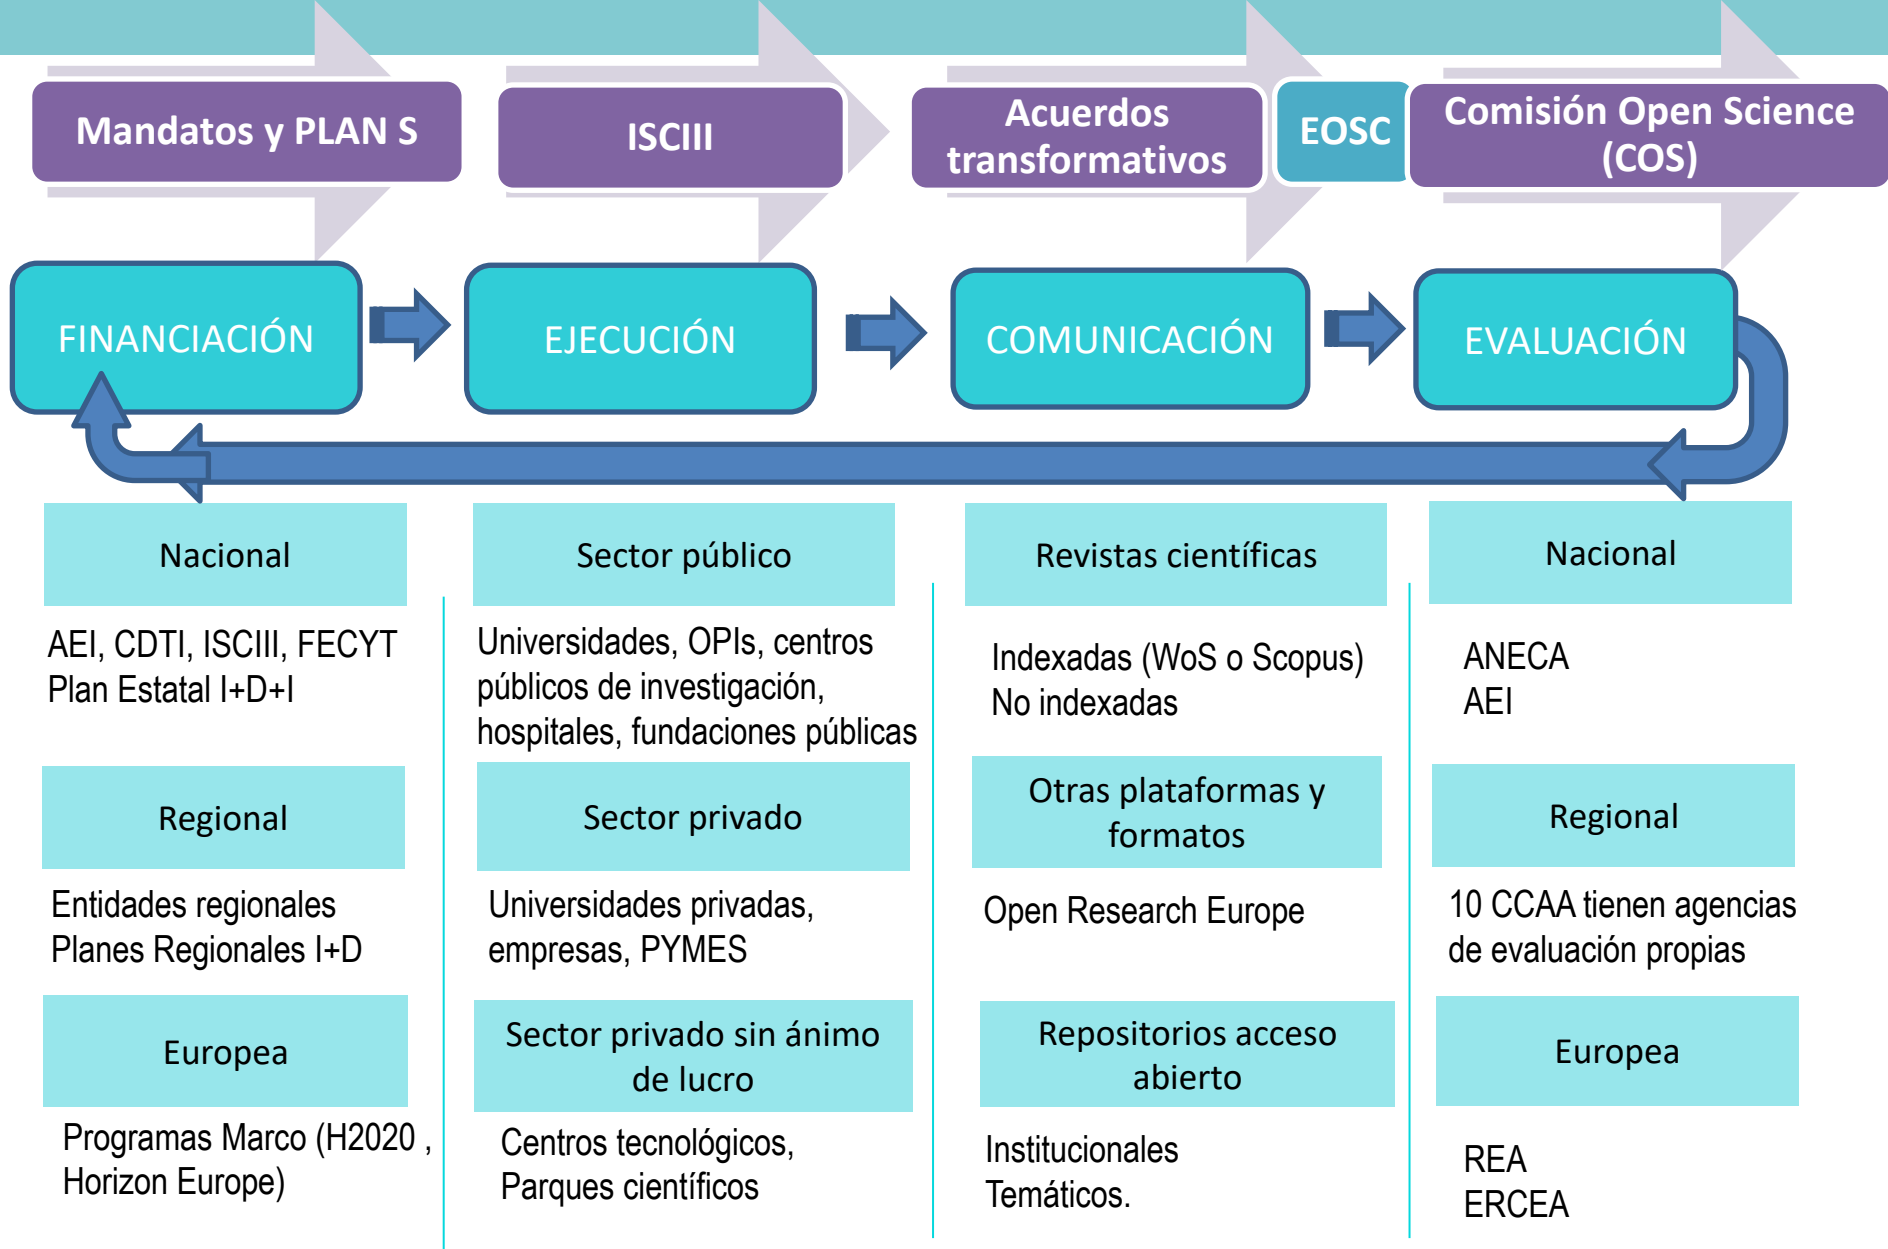 Mandatos y PLAN S
ISCIII
Acuerdos
transformativos
EOSC
Comisión Open Science
(COS)
FINANCIACIÓN
EJECUCIÓN
COMUNICACIÓN
EVALUACIÓN
Nacional
AEI, CDTI, ISCIII, FECYT
Plan Estatal I+D+I
Regional
Entidades regionales
Planes Regionales I+D
Europea
Programas Marco (H2020 ,
Horizon Europe)
Sector público
Universidades, OPIs, centros
públicos de investigación,
hospitales, fundaciones públicas
Sector privado
Universidades privadas,
empresas, PYMES
Sector privado sin ánimo
de lucro
Centros tecnológicos,
Parques científicos
Revistas científicas
Indexadas (WoS o Scopus)
No indexadas
Otras plataformas y
formatos
Open Research Europe
Repositorios acceso
abierto
Institucionales
Temáticos.
Nacional
ANECA
AEI
Regional
10 CCAA tienen agencias
de evaluación propias
Europea
REA
ERCEA